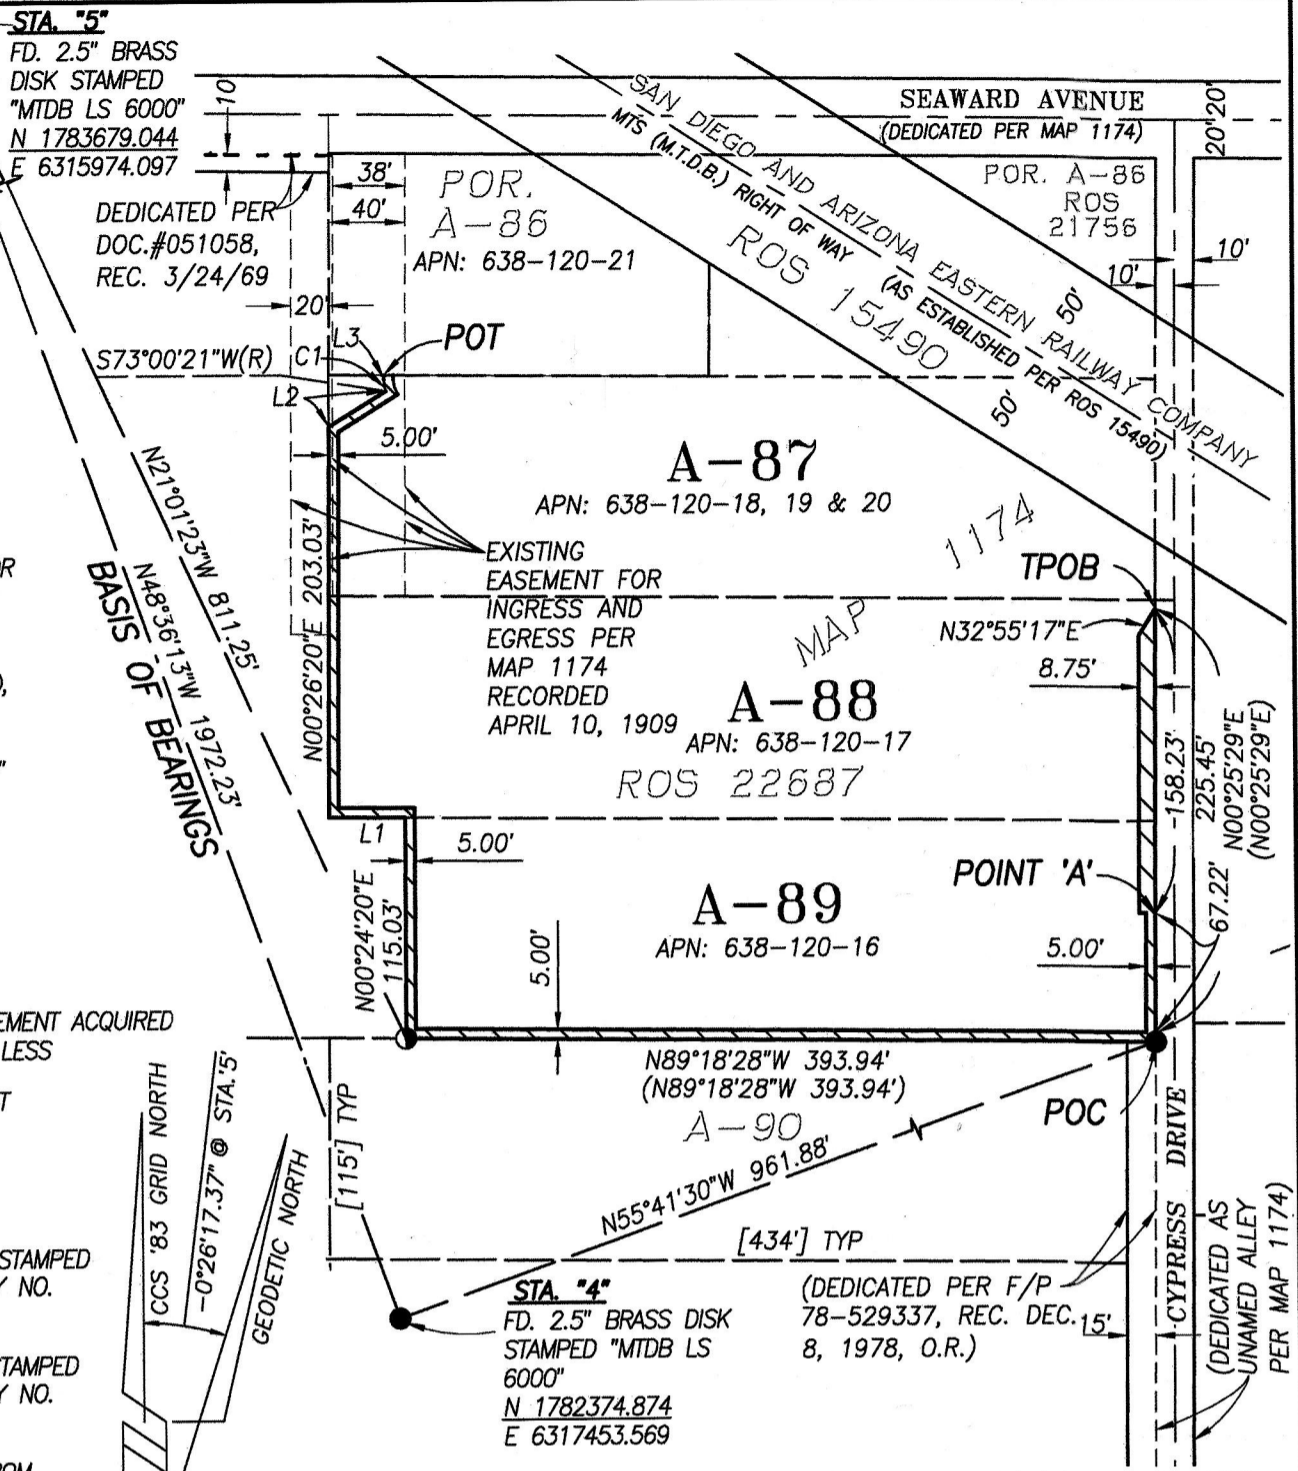 STA. "5"
FD. 2.5" BRASS
DISK STAMPED
"MTDB LS 6000"
N 1783679.044
E 6315974.097
10'
SEAWARD AVENUE
(DEDICATED PER MAP 1174)
20' 20'
SAN DIEGO AND ARIZONA EASTERN RAILWAY COMPANY
MTS (M.T.D.B.) RIGHT OF WAY (AS ESTABLISHED PER ROS 15490)
ROS 15490
50'
50'
POR. A-86
ROS
21756
10'
10'
DEDICATED PER
DOC.#051058,
REC. 3/24/69
38'
40'
POR.
A-86
APN: 638-120-21
20'
L3
POT
C1
S73°00'21"W(R)
L2
5.00'
A-87
APN: 638-120-18, 19 & 20
1174
N21°01'23"W 811.25'
N48°36'13"W 1972.23'
BASIS OF BEARINGS
N00°26'20"E 203.03'
EXISTING
EASEMENT FOR
INGRESS AND
EGRESS PER
MAP 1174
RECORDED
APRIL 10, 1909
MAP
TPOB
N32°55'17"E
8.75'
A-88
APN: 638-120-17
ROS 22687
158.23'
225.45'
N00°25'29"E
(N00°25'29"E)
L1
5.00'
POINT 'A'
67.22'
N00°24'20"E
115.03'
A-89
APN: 638-120-16
5.00'
5.00'
EMENT ACQUIRED
LESS
N89°18'28"W 393.94'
(N89°18'28"W 393.94')
A-90
POC
CCS '83 GRID NORTH
-0°26'17.37" @ STA.'5'
GEODETIC NORTH
[115'] TYP
N55°41'30"W 961.88'
[434'] TYP
STAMPED
Y NO.
STA. "4"
FD. 2.5" BRASS DISK
STAMPED "MTDB LS
6000"
N 1782374.874
E 6317453.569
(DEDICATED PER F/P
78-529337, REC. DEC.
8, 1978, O.R.)
15'
CYPRESS DRIVE
(DEDICATED AS
UNAMED ALLEY
PER MAP 1174)
TAMPED
Y NO.